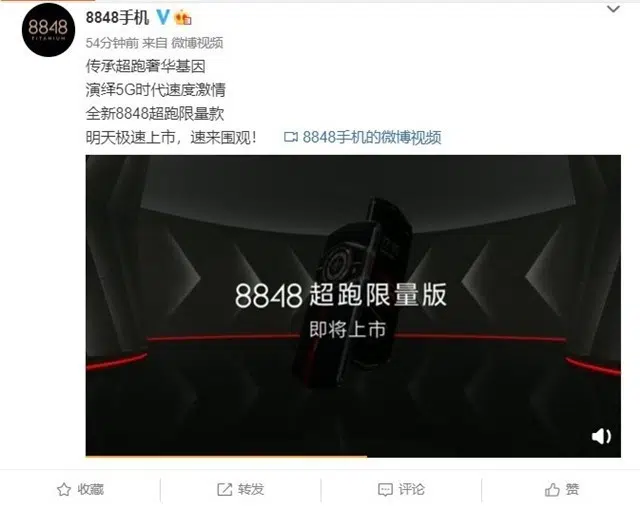 8848
TITANIUM
8848手机
54分钟前 来自 微博视频
传承超跑奢华基因
演绎5G时代速度激情
全新8848超跑限量款
明天极速上市，速来围观！ 8848手机的微博视频
8848 超跑限量版
即将上市
收藏 转发 评论 赞